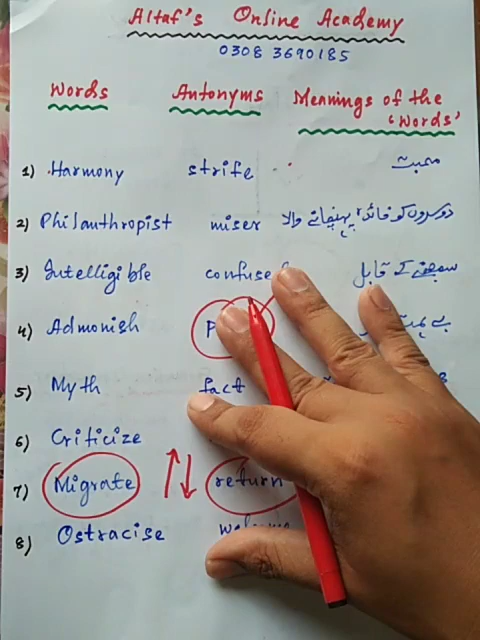 Altaf's Online Academy
0308 3690185
Words Antonyms Mennings of the 'Words'
1) Harmony strife محبت
2) Philanthropist miser دوسروں کو فائدہ پہنچانے والا
3) Intelligible confuse سمجھنے کے قابل
4) Admonish P
5) Myth fact
6) Criticize
7) Migrate return
8) Ostracise welcome